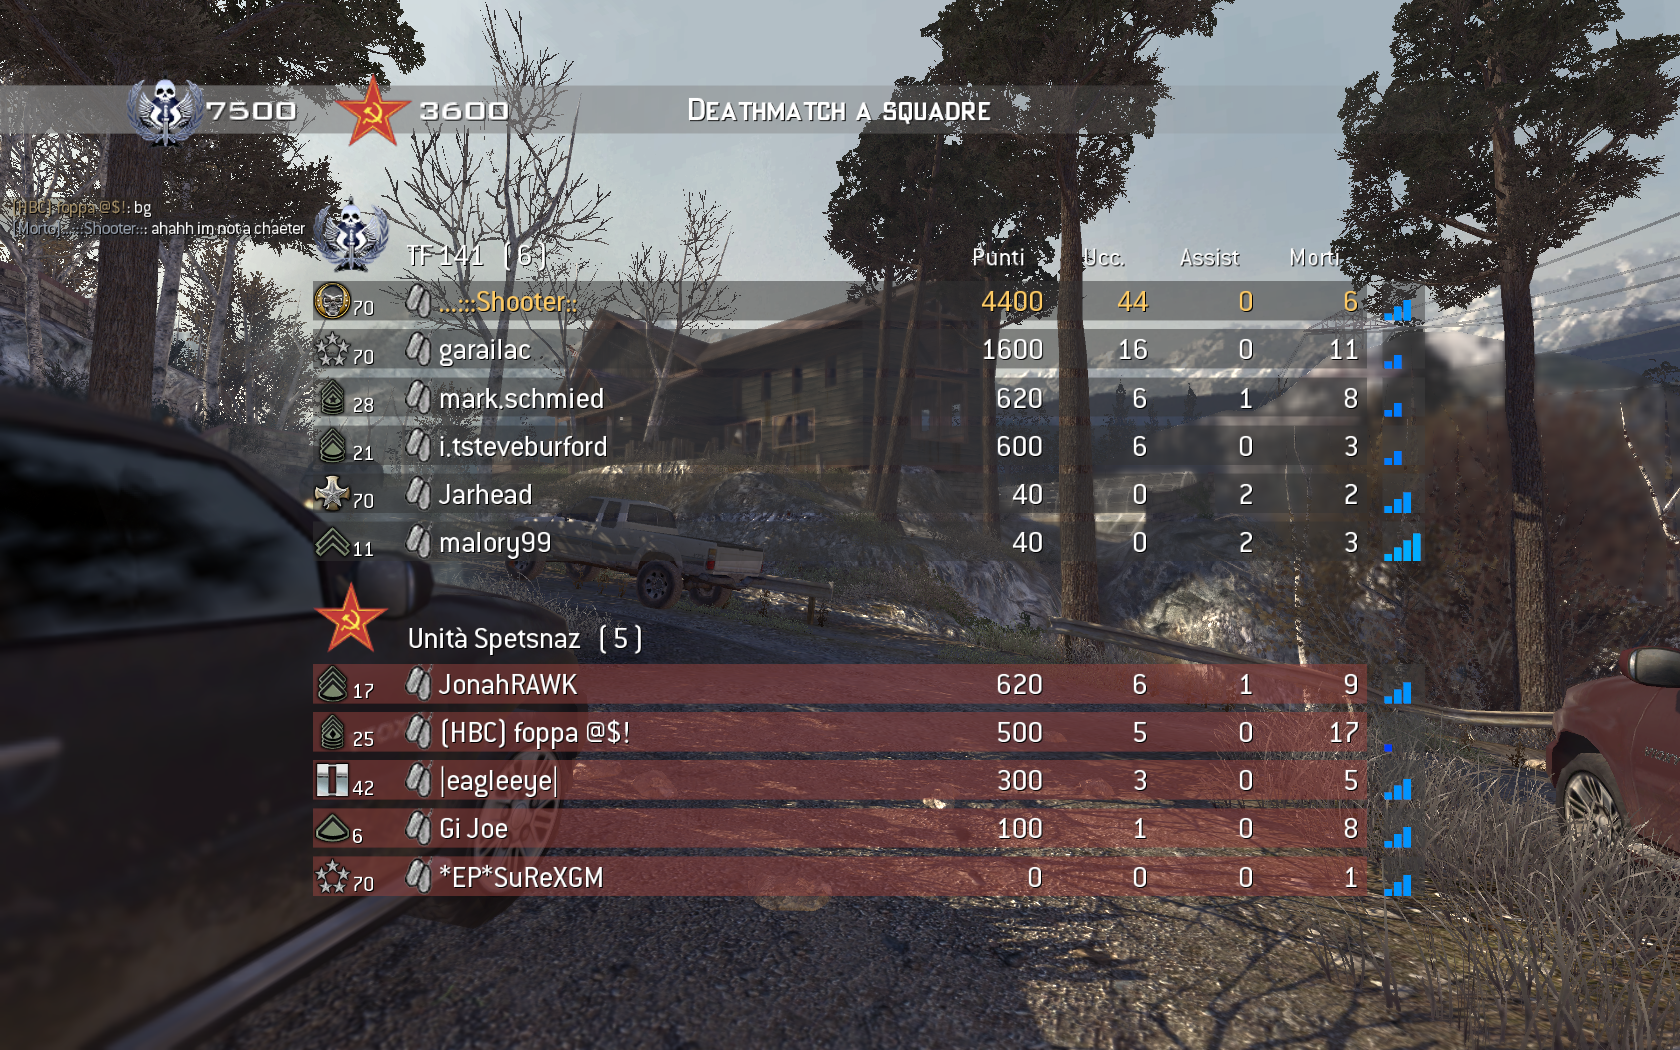 7500 3600 DEATHMATCH A SQUADRE
[HBC] foppa @$!: bg
[Morto]...:::Shooter::: ahahh im not a chaeter
TF 141 (6) Punti Ucc. Assist Morti
70 ...:::Shooter:: 4400 44 0 6
70 garailac 1600 16 0 11
28 mark.schmied 620 6 1 8
21 i.tsteveburford 600 6 0 3
70 Jarhead 40 0 2 2
11 malory99 40 0 2 3
Unità Spetsnaz (5)
17 JonahRAWK 620 6 1 9
25 [HBC] foppa @$! 500 5 0 17
42 |eagleeye| 300 3 0 5
6 Gi Joe 100 1 0 8
70 *EP*SuReXGM 0 0 0 1